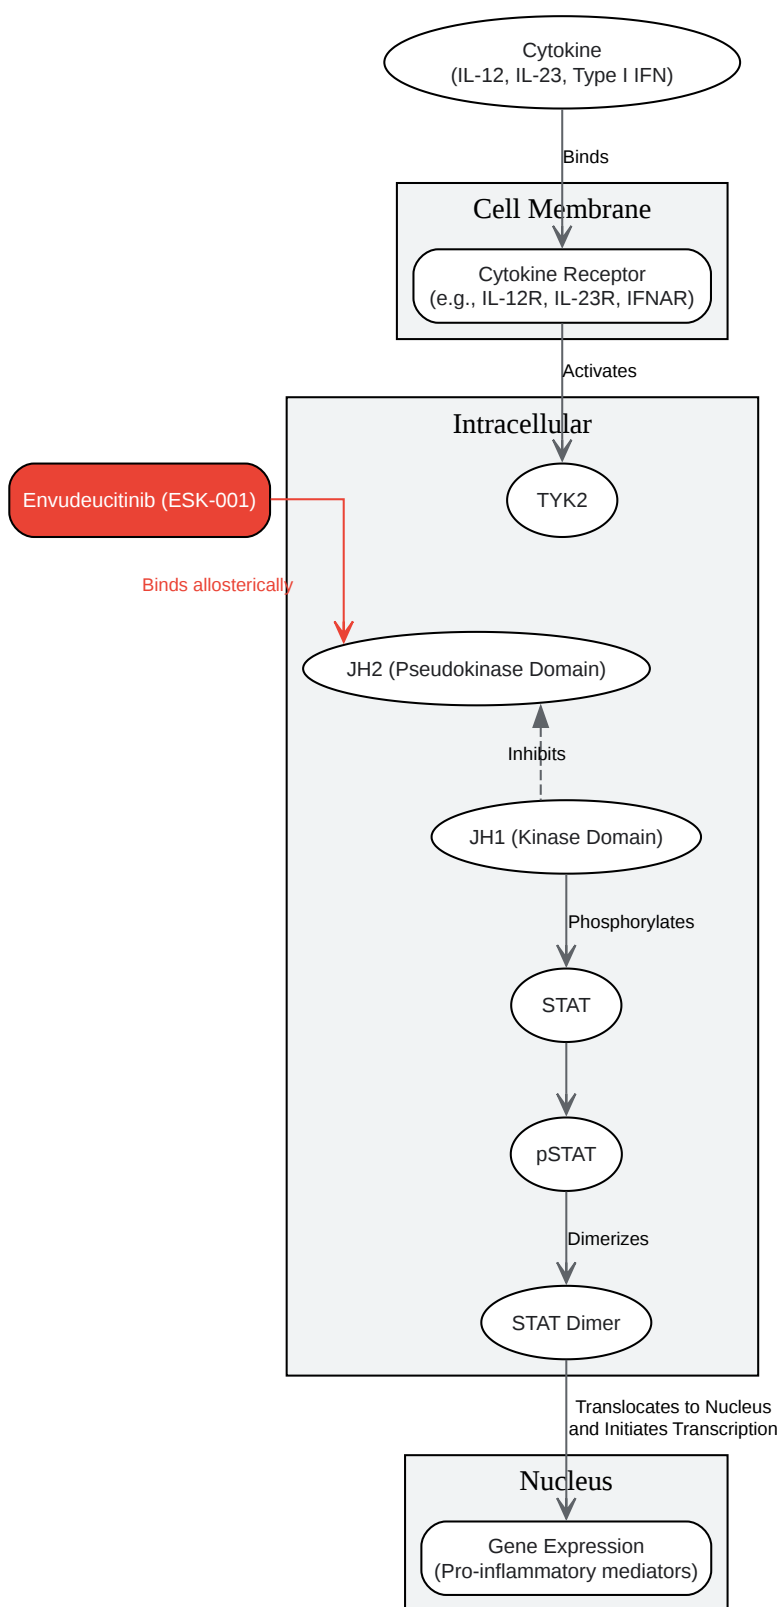 Cytokine
(IL-12, IL-23, Type I IFN)
Binds
Cell Membrane
Cytokine Receptor
(e.g., IL-12R, IL-23R, IFNAR)
Activates
Intracellular
Envudeucitinib (ESK-001)
TYK2
Binds allosterically
JH2 (Pseudokinase Domain)
Inhibits
JH1 (Kinase Domain)
Phosphorylates
STAT
pSTAT
Dimerizes
STAT Dimer
Translocates to Nucleus
and Initiates Transcription
Nucleus
Gene Expression
(Pro-inflammatory mediators)